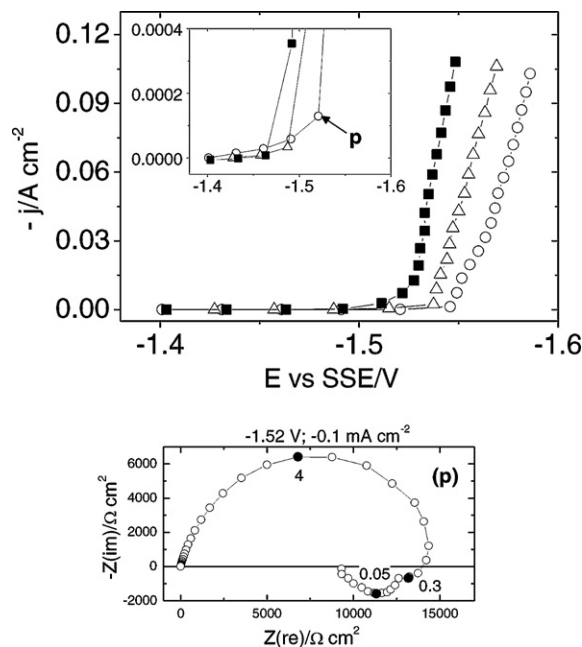 0.12
0.09
0.06
0.03
0.00
- j/A cm⁻²
0.0004
0.0002
0.0000
-1.4 -1.5 -1.6
p
-1.4 -1.5 -1.6
E vs SSE/V
-1.52 V; -0.1 mA cm⁻²
(p)
6000
4000
2000
0
-2000
-Z(im)/Ω cm²
4
0.05
0.3
0 5000 10000 15000
Z(re)/Ω cm²